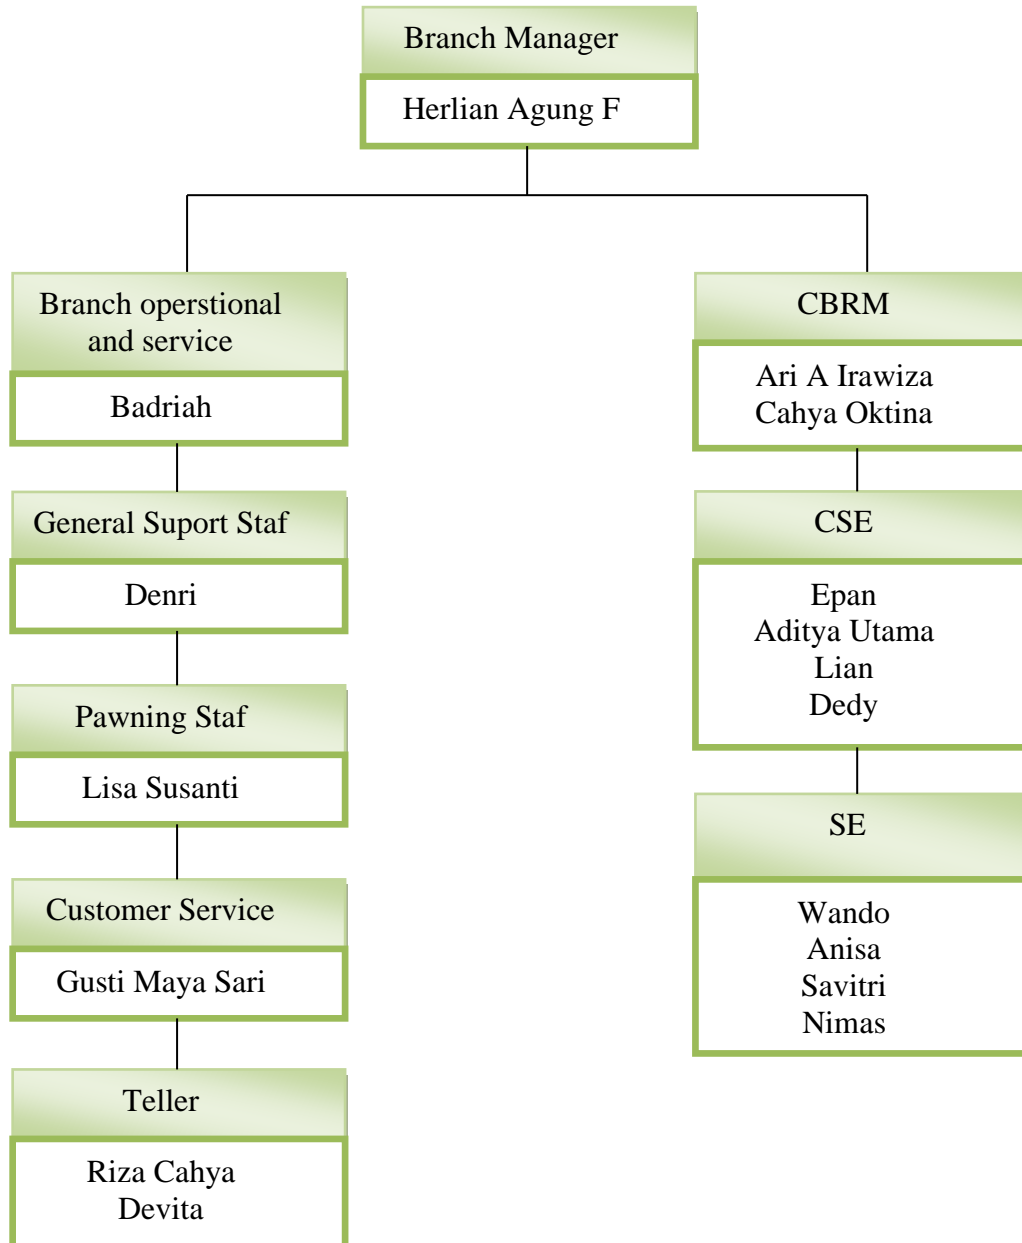 Branch Manager
Herlian Agung F
Branch operstional
and service
Badriah
General Suport Staf
Denri
Pawning Staf
Lisa Susanti
Customer Service
Gusti Maya Sari
Teller
Riza Cahya
Devita
CBRM
Ari A Irawiza
Cahya Oktina
CSE
Epan
Aditya Utama
Lian
Dedy
SE
Wando
Anisa
Savitri
Nimas